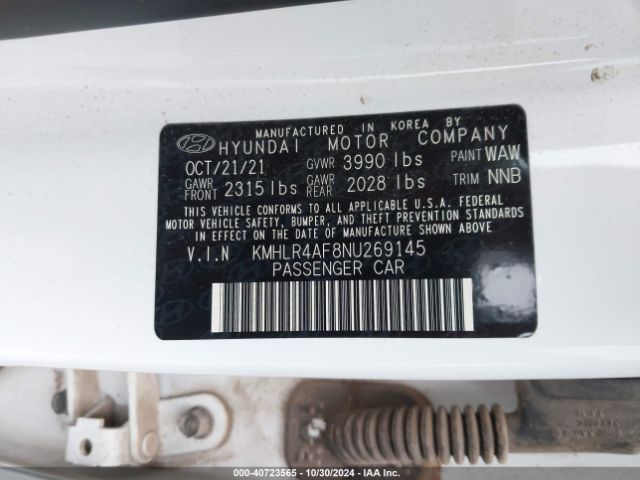 MANUFACTURED IN KOREA BY
HYUNDAI MOTOR COMPANY
OCT/21/21 GVWR 3990 lbs PAINT WAW
GAWR FRONT 2315 lbs GAWR REAR 2028 lbs TRIM NNB
THIS VEHICLE CONFORMS TO ALL APPLICABLE U.S.A. FEDERAL
MOTOR VEHICLE SAFETY, BUMPER, AND THEFT PREVENTION STANDARDS
IN EFFECT ON THE DATE OF MANUFACTURE SHOWN ABOVE
V.I.N KMHLR4AF8NU269145
PASSENGER CAR
000-40723565 - 10/30/2024 - IAA Inc.